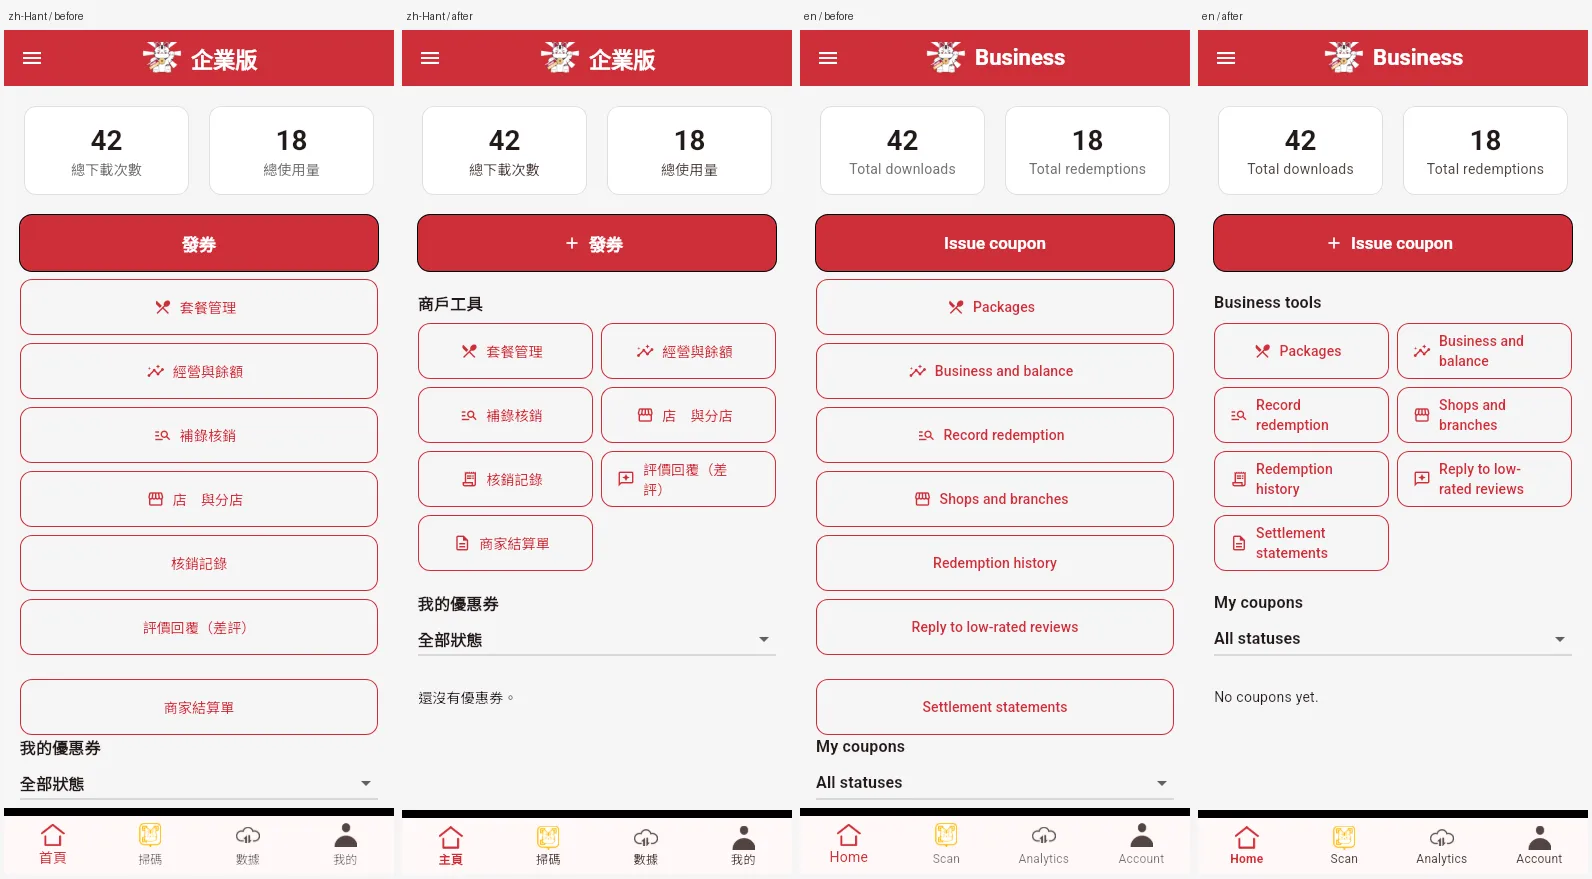 zh-Hant / before
企業版
42
總下載次數
18
總使用量
發券
套餐管理
經營與餘額
補錄核銷
店 與分店
核銷記錄
評價回覆（差評）
商家結算單
我的優惠券
全部狀態
首頁
掃碼
數據
我的
zh-Hant / after
企業版
42
總下載次數
18
總使用量
+ 發券
商戶工具
套餐管理
經營與餘額
補錄核銷
店 與分店
核銷記錄
評價回覆（差
評）
商家結算單
我的優惠券
全部狀態
還沒有優惠券。
主頁
掃碼
數據
我的
en / before
Business
42
Total downloads
18
Total redemptions
Issue coupon
Packages
Business and balance
Record redemption
Shops and branches
Redemption history
Reply to low-rated reviews
Settlement statements
My coupons
All statuses
Home
Scan
Analytics
Account
en / after
Business
42
Total downloads
18
Total redemptions
+ Issue coupon
Business tools
Packages
Business and
balance
Record
redemption
Shops and
branches
Redemption
history
Reply to low-
rated reviews
Settlement
statements
My coupons
All statuses
No coupons yet.
Home
Scan
Analytics
Account